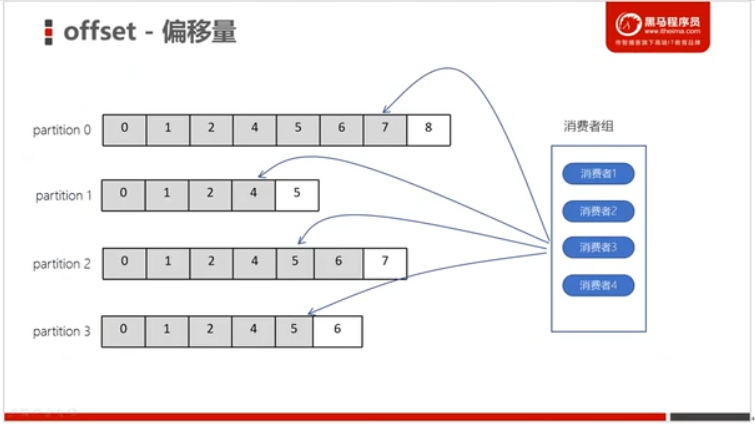 offset - 偏移量
黑马程序员
www.itheima.com
传智播客旗下高端IT教育品牌
partition 0
0 1 2 4 5 6 7 8
消费者组
partition 1
0 1 2 4 5
消费者1
消费者2
partition 2
0 1 2 4 5 6 7
消费者3
消费者4
partition 3
0 1 2 4 5 6